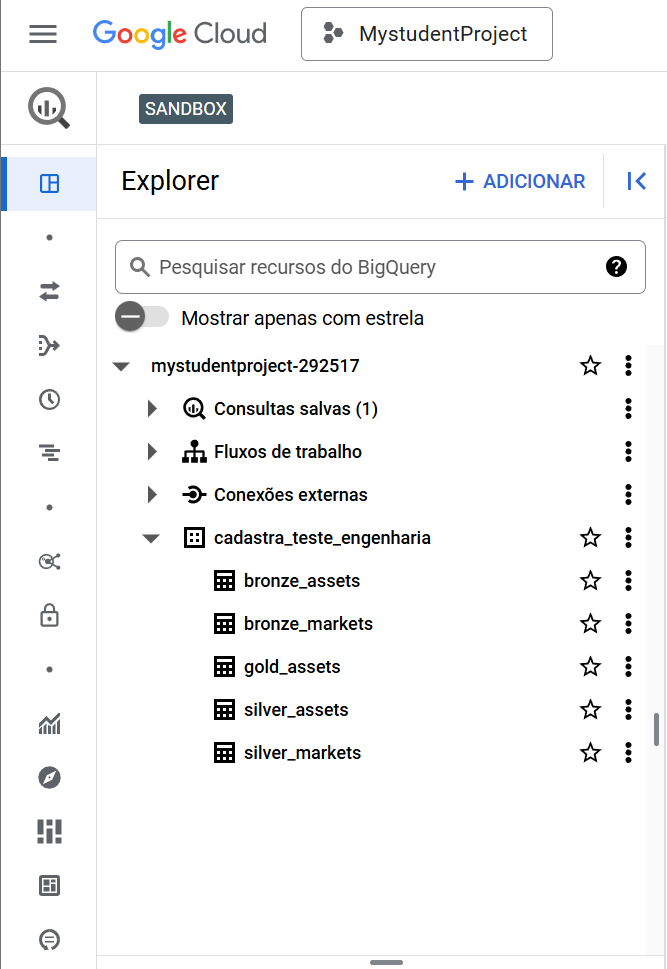 Google Cloud
MystudentProject
SANDBOX
Explorer
ADICIONAR
Pesquisar recursos do BigQuery
Mostrar apenas com estrela
mystudentproject-292517
Consultas salvas (1)
Fluxos de trabalho
Conexões externas
cadastra_teste_engenharia
bronze_assets
bronze_markets
gold_assets
silver_assets
silver_markets